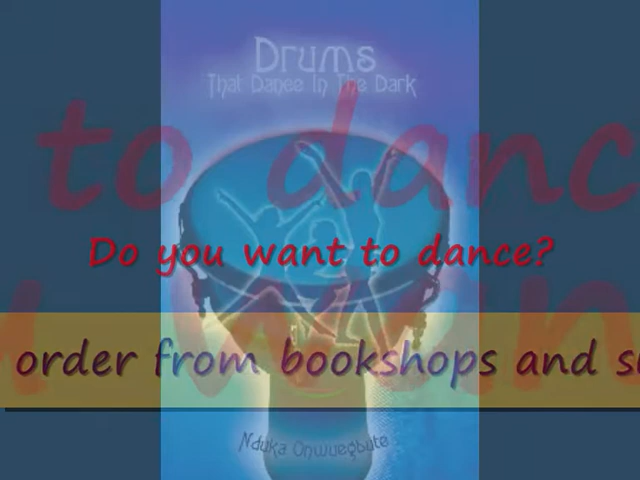 Drums
That Dance In The Dark
to danc
Do you want to dance?
order from bookshops and s
Nduka Onwuegbute